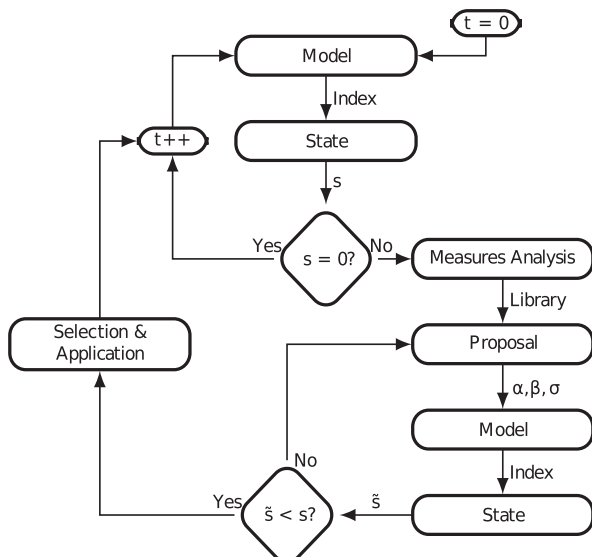 t = 0
Model
Index
t++
State
s
Yes
s = 0?
No
Measures Analysis
Library
Selection &
Application
Proposal
α,β,σ
Model
No
Index
Yes
s̃ < s?
s̃
State